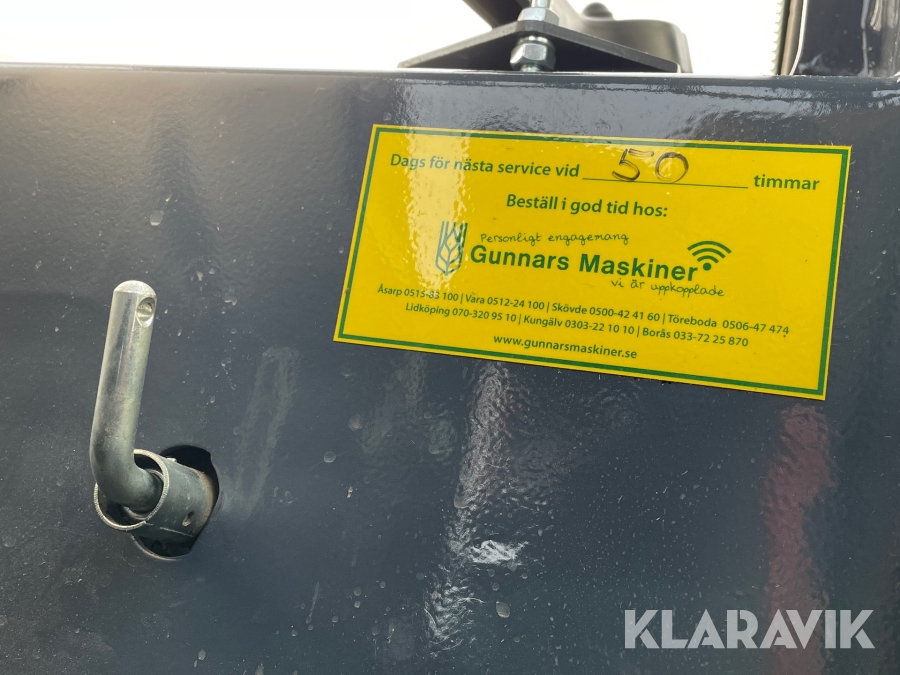 Dags för nästa service vid 50 timmar
Beställ i god tid hos:
Personligt engagemang
Gunnars Maskiner
vi är uppkopplade
Åsarp 0515-83 100 | Vara 0512-24 100 | Skövde 0500-42 41 60 | Töreboda 0506-47 474
Lidköping 070-320 95 10 | Kungälv 0303-22 10 10 | Borås 033-72 25 870
www.gunnarsmaskiner.se
KLARAVIK